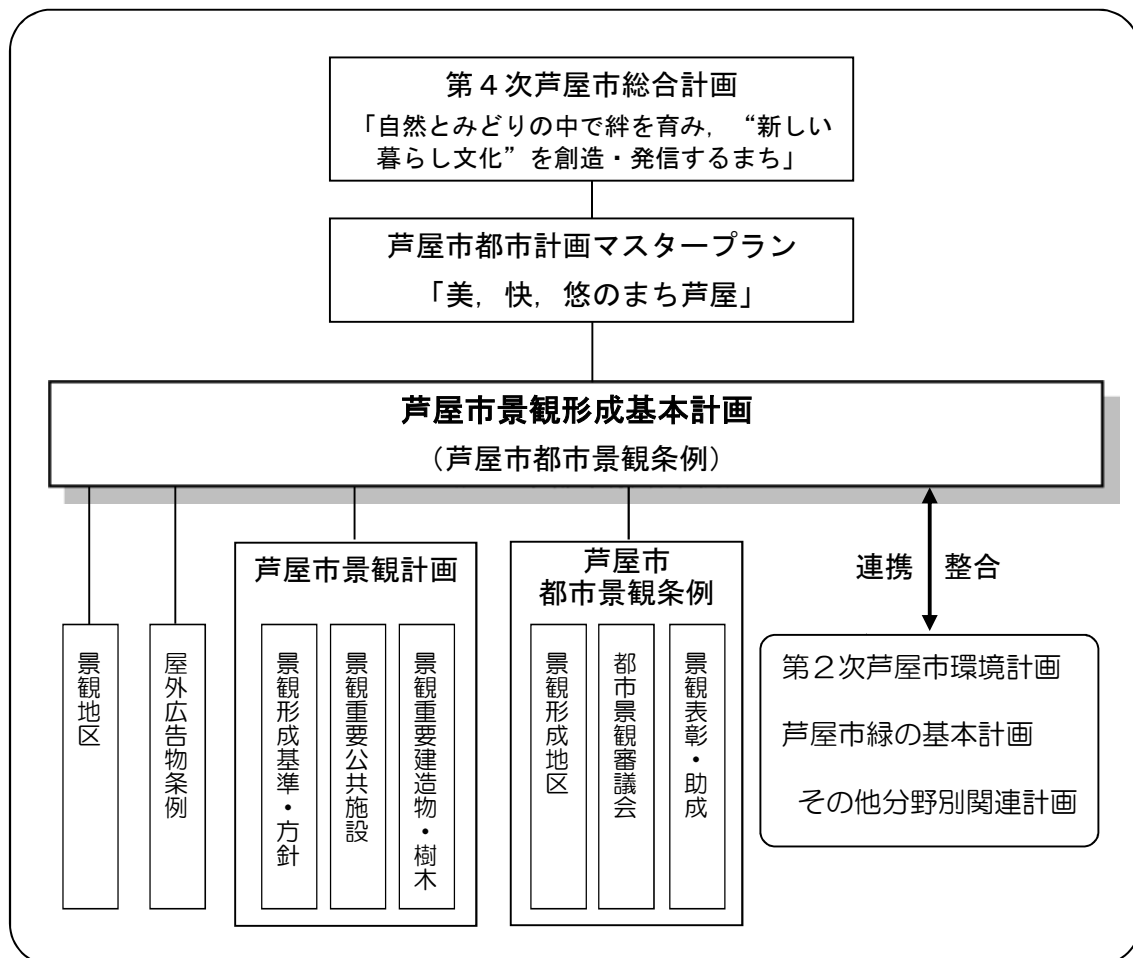 第４次芦屋市総合計画
「自然とみどりの中で絆を育み，“新しい
暮らし文化”を創造・発信するまち」
芦屋市都市計画マスタープラン
「美，快，悠のまち芦屋」
芦屋市景観形成基本計画
（芦屋市都市景観条例）
景観地区
屋外広告物条例
芦屋市景観計画
景観形成基準・方針
景観重要公共施設
景観重要建造物・樹木
芦屋市
都市景観条例
景観形成地区
都市景観審議会
景観表彰・助成
連携
整合
第２次芦屋市環境計画
芦屋市緑の基本計画
その他分野別関連計画